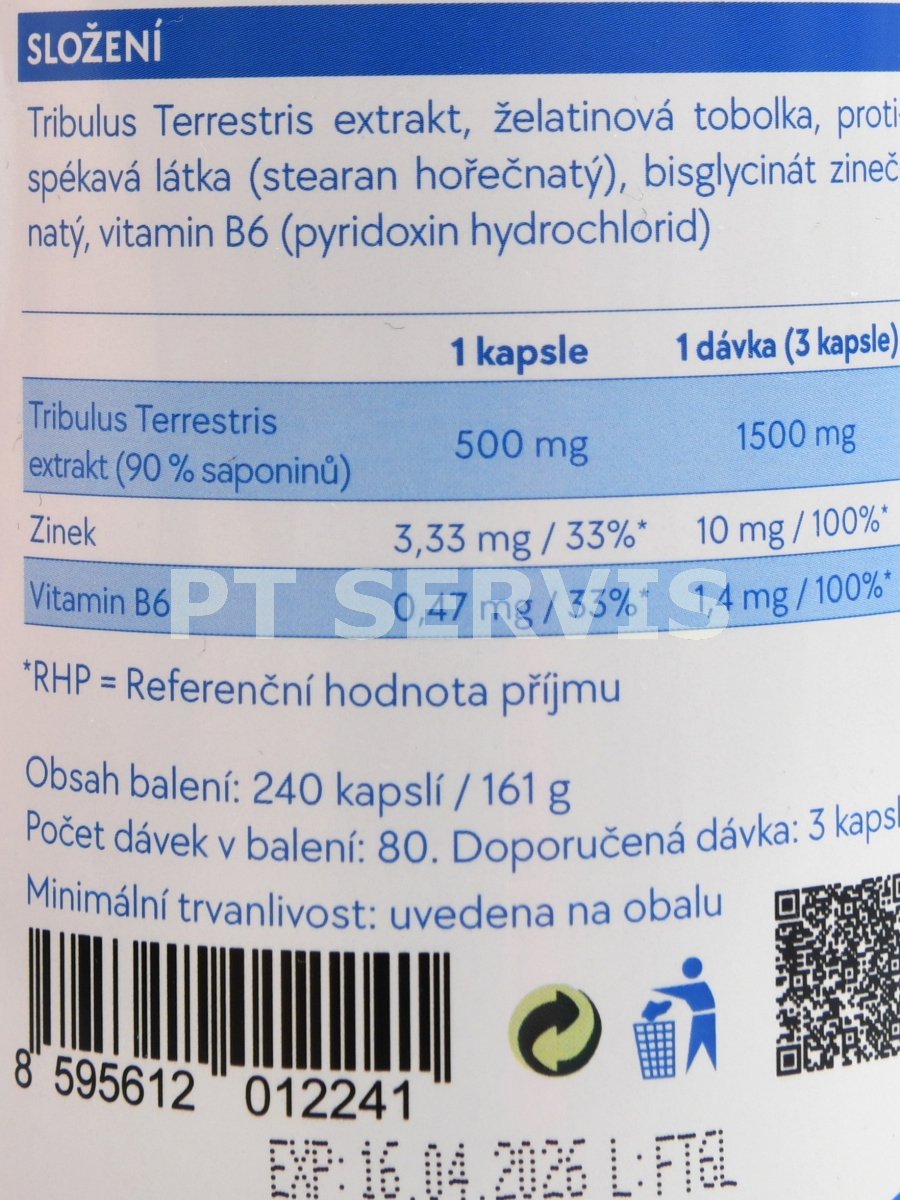 SLOŽENÍ
Tribulus Terrestris extrakt, želatinová tobolka, proti-
spékavá látka (stearan hořečnatý), bisglycinát zineč-
natý, vitamin B6 (pyridoxin hydrochlorid)
1 kapsle 1 dávka (3 kapsle)
Tribulus Terrestris
extrakt (90 % saponinů) 500 mg 1500 mg
Zinek 3,33 mg / 33%* 10 mg / 100%*
Vitamin B6 0,47 mg / 33%* 1,4 mg / 100%*
PT SERVIS
*RHP = Referenční hodnota příjmu
Obsah balení: 240 kapslí / 161 g
Počet dávek v balení: 80. Doporučená dávka: 3 kapsl
Minimální trvanlivost: uvedena na obalu
8 595612 012241
EXP: 16.04.2026 L: